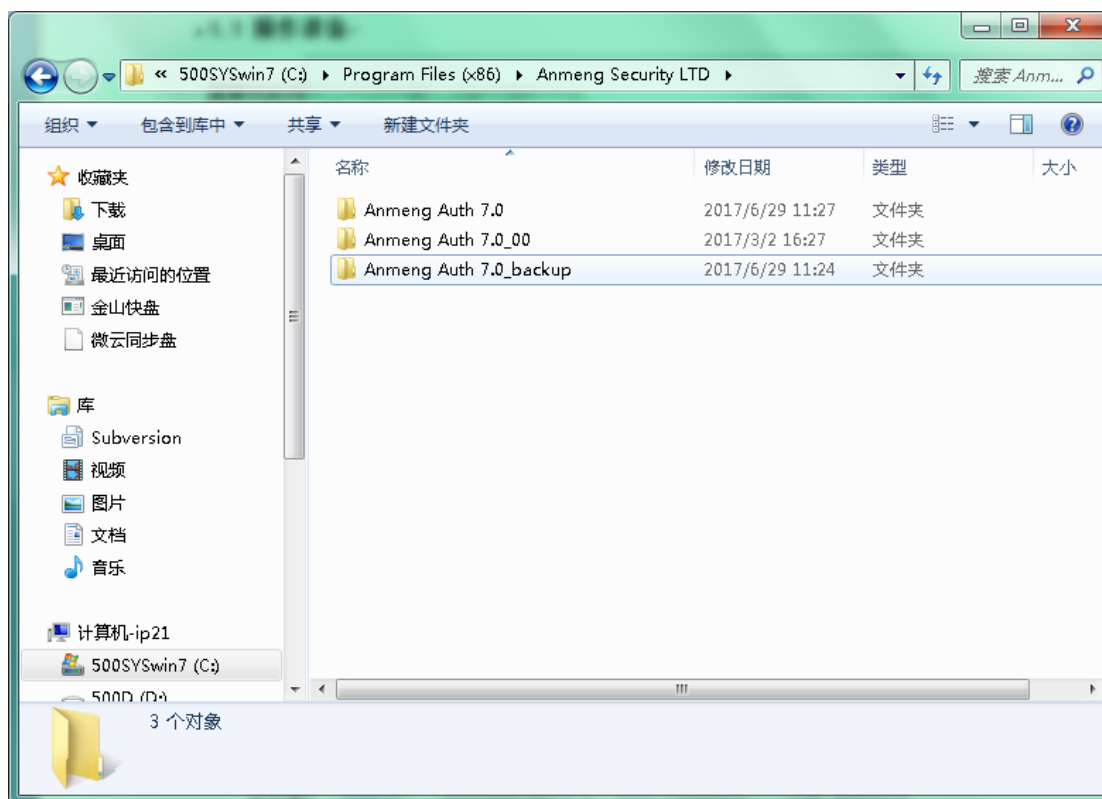 « 500SYSwin7 (C:) ▸ Program Files (x86) ▸ Anmeng Security LTD ▸
搜索 Anm...
组织 包含到库中 共享 新建文件夹
名称 修改日期 类型 大小
Anmeng Auth 7.0 2017/6/29 11:27 文件夹
Anmeng Auth 7.0_00 2017/3/2 16:27 文件夹
Anmeng Auth 7.0_backup 2017/6/29 11:24 文件夹
收藏夹
下载
桌面
最近访问的位置
金山快盘
微云同步盘
库
Subversion
视频
图片
文档
音乐
计算机-ip21
500SYSwin7 (C:)
500D (D:)
3 个对象